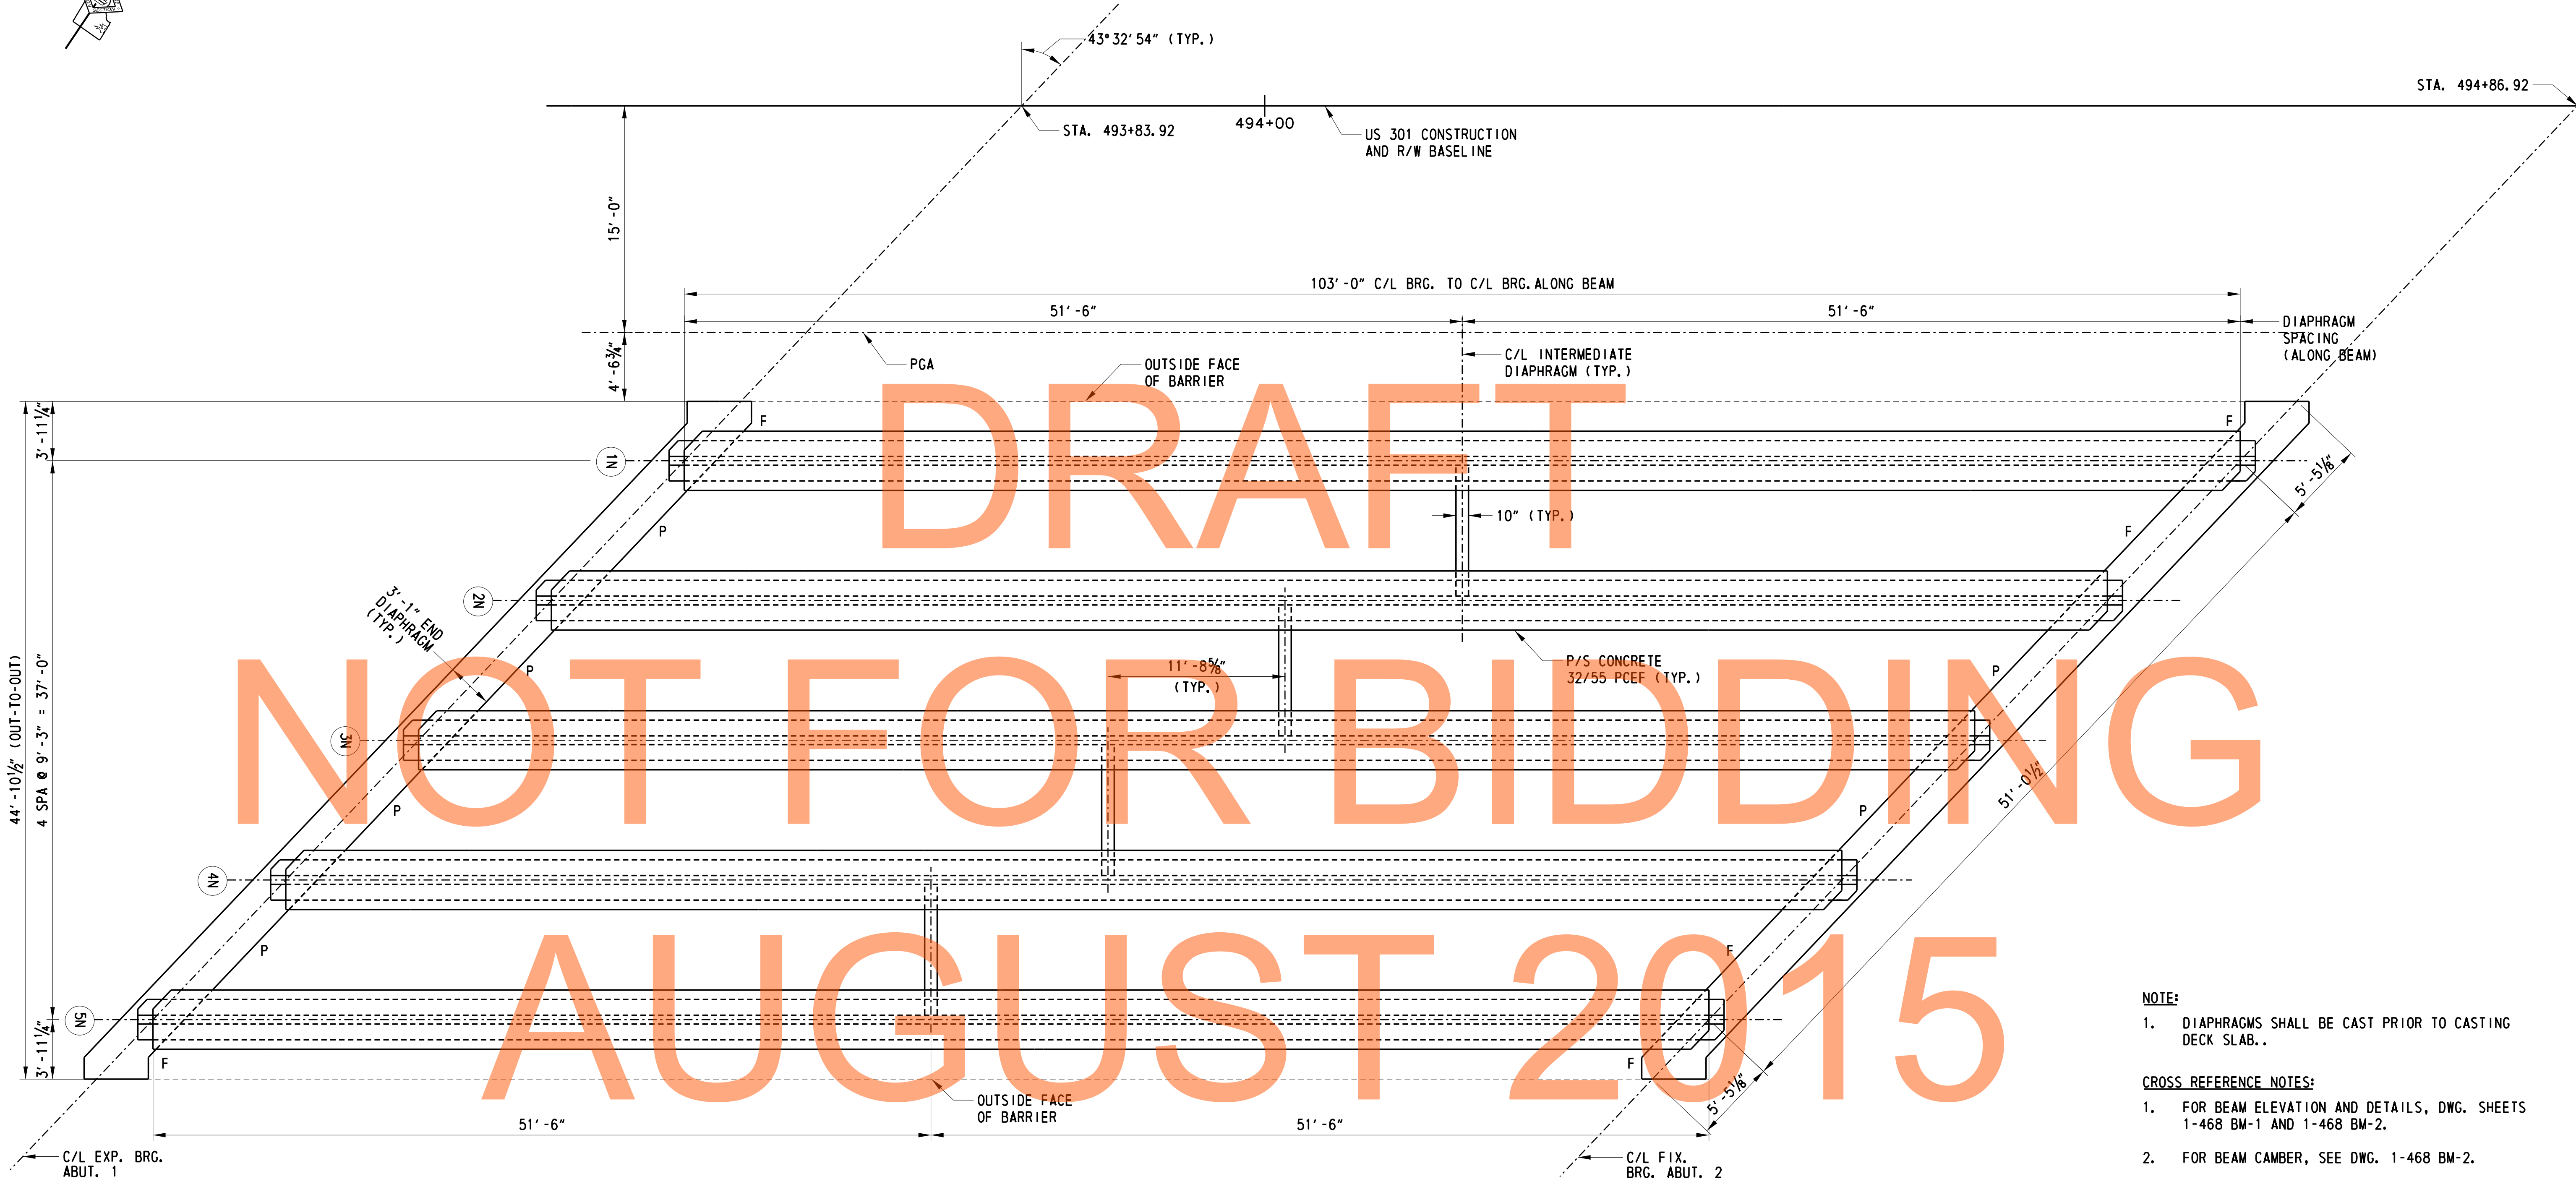 43°32'54" (TYP.)
STA. 494+86.92
STA. 493+83.92
494+00
US 301 CONSTRUCTION
AND R/W BASELINE
15'-0"
103'-0" C/L BRG. TO C/L BRG. ALONG BEAM
51'-6"
51'-6"
DIAPHRAGM
SPACING
(ALONG BEAM)
4'-6¾"
PGA
OUTSIDE FACE
OF BARRIER
C/L INTERMEDIATE
DIAPHRAGM (TYP.)
3'-11¼"
DRAFT
F
F
1N
5'-5⅛"
10" (TYP.)
P
F
2N
3'-1" END
DIAPHRAGM
(TYP.)
44'-10½" (OUT-TO-OUT)
4 SPA @ 9'-3" = 37'-0"
11'-8⅝"
(TYP.)
P/S CONCRETE
32/55 PCEF (TYP.)
P
P
NOT FOR BIDDING
3N
51'-0½"
P
P
4N
P
F
AUGUST 2015
5N
3'-11¼"
F
F
5'-5⅛"
OUTSIDE FACE
OF BARRIER
51'-6"
51'-6"
C/L EXP. BRG.
ABUT. 1
C/L FIX.
BRG. ABUT. 2
NOTE:
1. DIAPHRAGMS SHALL BE CAST PRIOR TO CASTING
DECK SLAB..
CROSS REFERENCE NOTES:
1. FOR BEAM ELEVATION AND DETAILS, DWG. SHEETS
1-468 BM-1 AND 1-468 BM-2.
2. FOR BEAM CAMBER, SEE DWG. 1-468 BM-2.